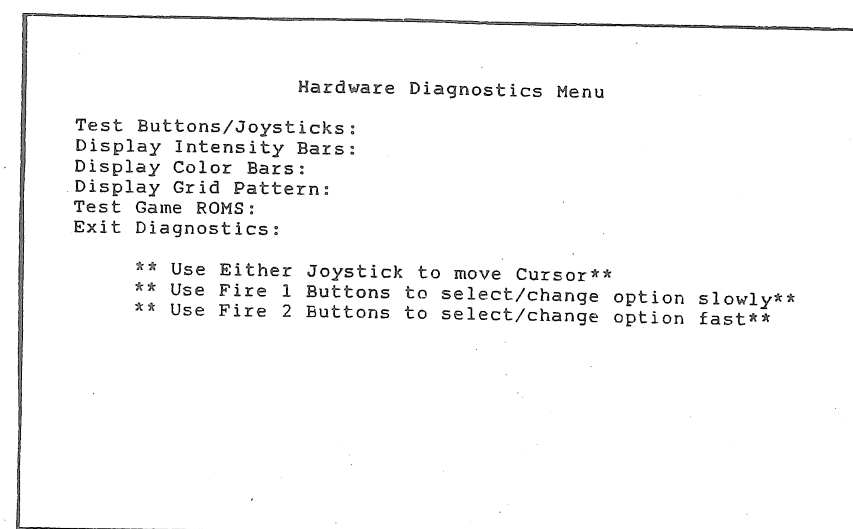 Hardware Diagnostics Menu
Test Buttons/Joysticks:
Display Intensity Bars:
Display Color Bars:
Display Grid Pattern:
Test Game ROMS:
Exit Diagnostics:
** Use Either Joystick to move Cursor**
** Use Fire 1 Buttons to select/change option slowly**
** Use Fire 2 Buttons to select/change option fast**